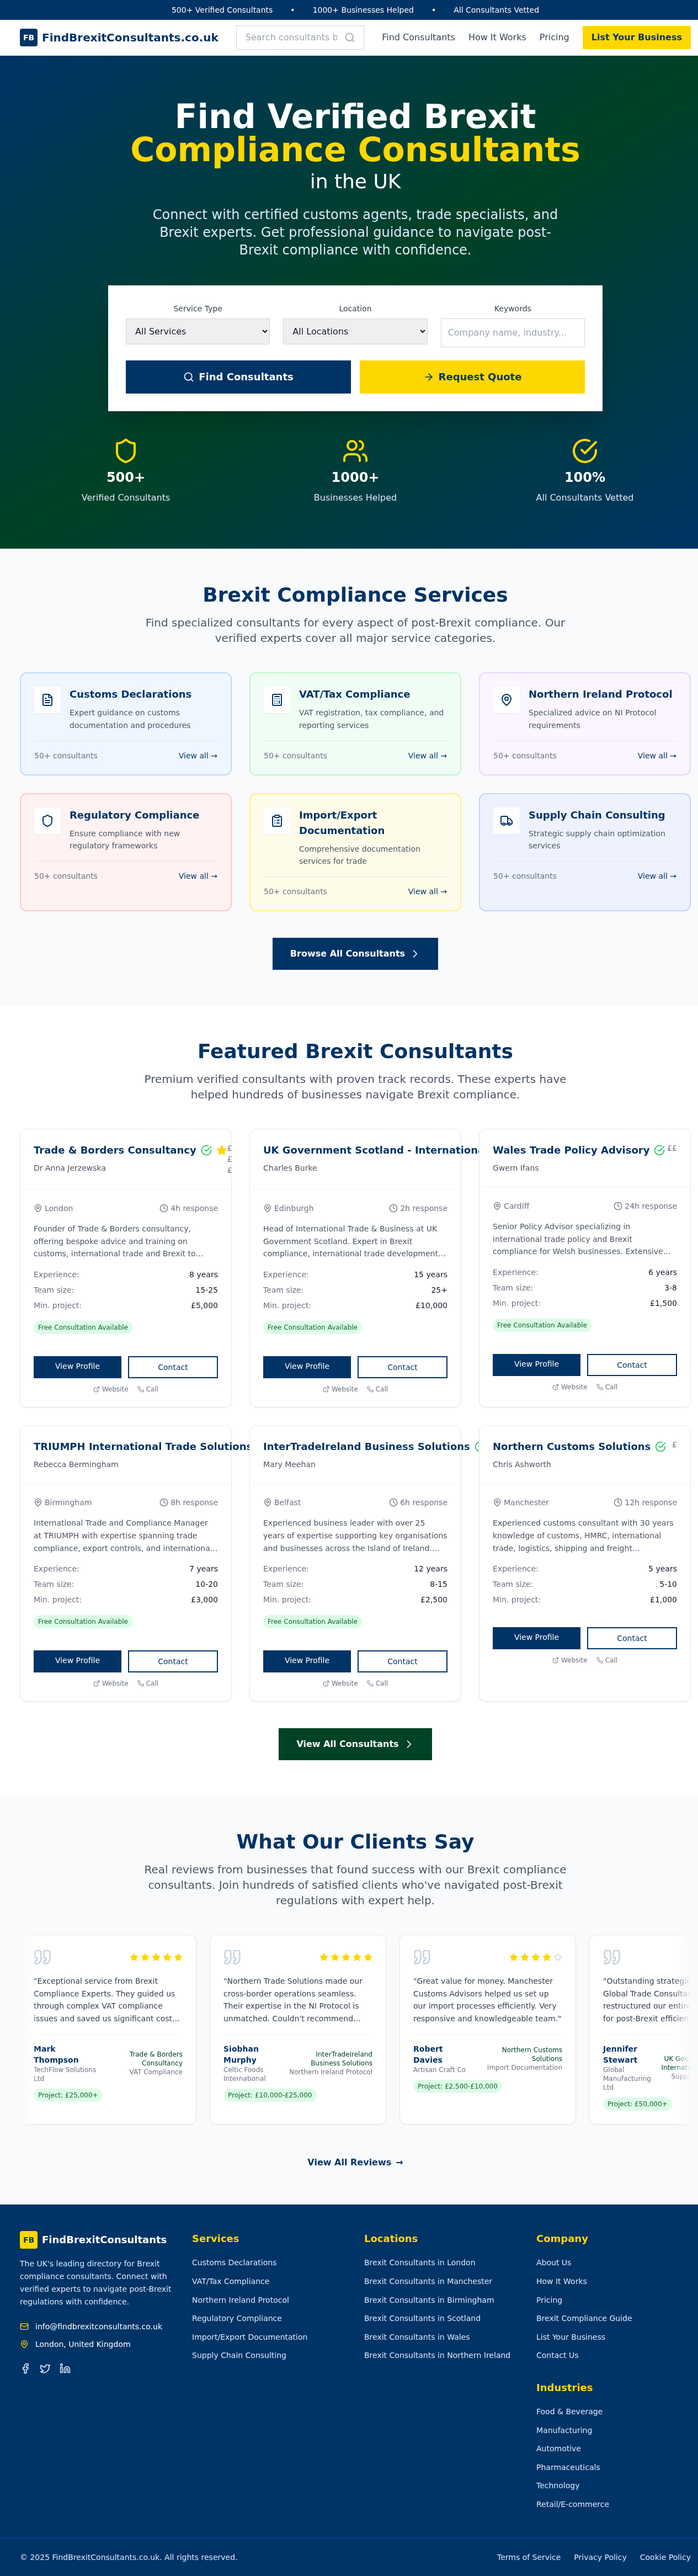 500+ Verified Consultants • 1000+ Businesses Helped • All Consultants Vetted
FB FindBrexitConsultants.co.uk Search consultants b Find Consultants How It Works Pricing List Your Business
Find Verified Brexit
Compliance Consultants
in the UK
Connect with certified customs agents, trade specialists, and
Brexit experts. Get professional guidance to navigate post-
Brexit compliance with confidence.
Service Type Location Keywords
All Services All Locations Company name, industry...
Find Consultants Request Quote
500+ 1000+ 100%
Verified Consultants Businesses Helped All Consultants Vetted
Brexit Compliance Services
Find specialized consultants for every aspect of post-Brexit compliance. Our
verified experts cover all major service categories.
Customs Declarations
Expert guidance on customs
documentation and procedures
50+ consultants View all →
VAT/Tax Compliance
VAT registration, tax compliance, and
reporting services
50+ consultants View all →
Northern Ireland Protocol
Specialized advice on NI Protocol
requirements
50+ consultants View all →
Regulatory Compliance
Ensure compliance with new
regulatory frameworks
50+ consultants View all →
Import/Export
Documentation
Comprehensive documentation
services for trade
50+ consultants View all →
Supply Chain Consulting
Strategic supply chain optimization
services
50+ consultants View all →
Browse All Consultants
Featured Brexit Consultants
Premium verified consultants with proven track records. These experts have
helped hundreds of businesses navigate Brexit compliance.
Trade & Borders Consultancy £
£
£
Dr Anna Jerzewska
London 4h response
Founder of Trade & Borders consultancy,
offering bespoke advice and training on
customs, international trade and Brexit to...
Experience: 8 years
Team size: 15-25
Min. project: £5,000
Free Consultation Available
View Profile Contact
Website Call
UK Government Scotland - Internationa
Charles Burke
Edinburgh 2h response
Head of International Trade & Business at UK
Government Scotland. Expert in Brexit
compliance, international trade development...
Experience: 15 years
Team size: 25+
Min. project: £10,000
Free Consultation Available
View Profile Contact
Website Call
Wales Trade Policy Advisory ££
Gwern Ifans
Cardiff 24h response
Senior Policy Advisor specializing in
international trade policy and Brexit
compliance for Welsh businesses. Extensive...
Experience: 6 years
Team size: 3-8
Min. project: £1,500
Free Consultation Available
View Profile Contact
Website Call
TRIUMPH International Trade Solutions
Rebecca Bermingham
Birmingham 8h response
International Trade and Compliance Manager
at TRIUMPH with expertise spanning trade
compliance, export controls, and internationa...
Experience: 7 years
Team size: 10-20
Min. project: £3,000
Free Consultation Available
View Profile Contact
Website Call
InterTradeIreland Business Solutions
Mary Meehan
Belfast 6h response
Experienced business leader with over 25
years of expertise supporting key organisations
and businesses across the Island of Ireland....
Experience: 12 years
Team size: 8-15
Min. project: £2,500
Free Consultation Available
View Profile Contact
Website Call
Northern Customs Solutions £
Chris Ashworth
Manchester 12h response
Experienced customs consultant with 30 years
knowledge of customs, HMRC, international
trade, logistics, shipping and freight...
Experience: 5 years
Team size: 5-10
Min. project: £1,000
View Profile Contact
Website Call
View All Consultants
What Our Clients Say
Real reviews from businesses that found success with our Brexit compliance
consultants. Join hundreds of satisfied clients who've navigated post-Brexit
regulations with expert help.
"Exceptional service from Brexit
Compliance Experts. They guided us
through complex VAT compliance
issues and saved us significant cost...
Mark
Thompson
TechFlow Solutions
Ltd
Trade & Borders
Consultancy
VAT Compliance
Project: £25,000+
"Northern Trade Solutions made our
cross-border operations seamless.
Their expertise in the NI Protocol is
unmatched. Couldn't recommend...
Siobhan
Murphy
Celtic Foods
International
InterTradeIreland
Business Solutions
Northern Ireland Protocol
Project: £10,000-£25,000
"Great value for money. Manchester
Customs Advisors helped us set up
our import processes efficiently. Very
responsive and knowledgeable team."
Robert
Davies
Artisan Craft Co
Northern Customs
Solutions
Import Documentation
Project: £2,500-£10,000
"Outstanding strategic
Global Trade Consulta
restructured our entire
for post-Brexit efficien
Jennifer
Stewart
Global
Manufacturing
Ltd
UK Gove
Internati
Supp
Project: £50,000+
View All Reviews →
FB FindBrexitConsultants
The UK's leading directory for Brexit
compliance consultants. Connect with
verified experts to navigate post-Brexit
regulations with confidence.
info@findbrexitconsultants.co.uk
London, United Kingdom
Services
Customs Declarations
VAT/Tax Compliance
Northern Ireland Protocol
Regulatory Compliance
Import/Export Documentation
Supply Chain Consulting
Locations
Brexit Consultants in London
Brexit Consultants in Manchester
Brexit Consultants in Birmingham
Brexit Consultants in Scotland
Brexit Consultants in Wales
Brexit Consultants in Northern Ireland
Company
About Us
How It Works
Pricing
Brexit Compliance Guide
List Your Business
Contact Us
Industries
Food & Beverage
Manufacturing
Automotive
Pharmaceuticals
Technology
Retail/E-commerce
© 2025 FindBrexitConsultants.co.uk. All rights reserved. Terms of Service Privacy Policy Cookie Policy